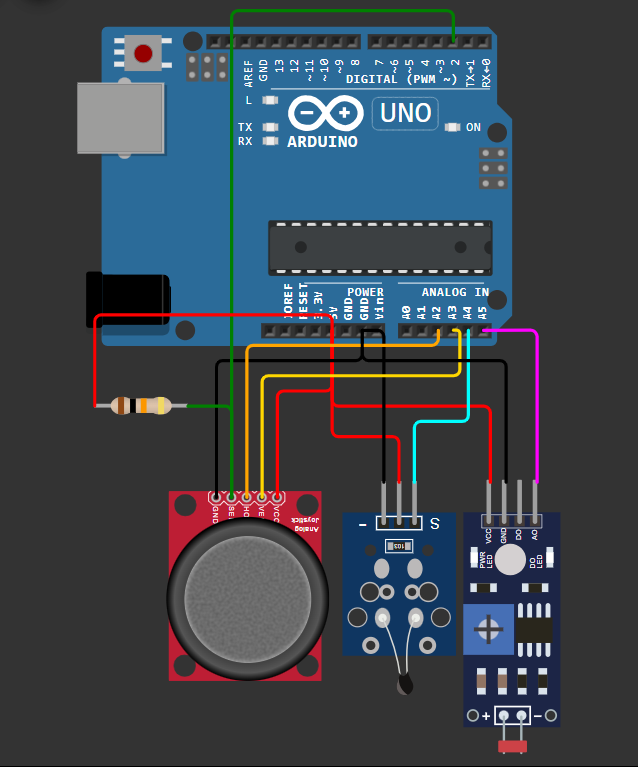 AREF
GND
13
12
~11
~10
~9
8
7
~6
~5
4
~3
2
TX→1
RX←0
DIGITAL (PWM ~)
L
TX
RX
UNO
ON
ARDUINO
IOREF
RESET
3.3V
5V
GND
GND
Vin
POWER
ANALOG IN
A0
A1
A2
A3
A4
A5
GND
SEL
VCC
Analog
Joystick
–
S
103
VCC
GND
DO
AO
PWR
LED
DO
LED
+
–